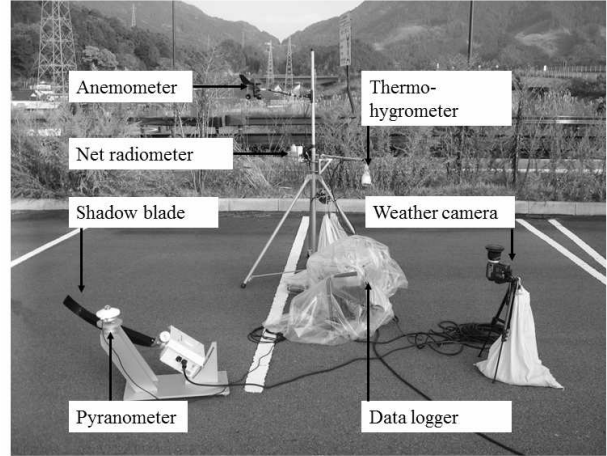 Anemometer
Thermo-
hygrometer
Net radiometer
Shadow blade
Weather camera
Pyranometer
Data logger